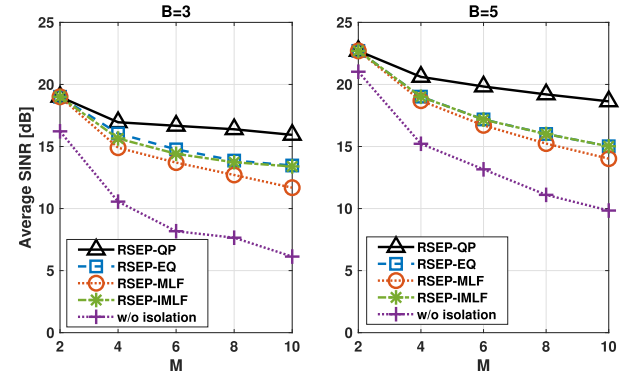 B=3
25
20
15
10
5
0
Average SINR [dB]
RSEP-QP
RSEP-EQ
RSEP-MLF
RSEP-IMLF
w/o isolation
2 4 6 8 10
M
B=5
25
20
15
10
5
0
RSEP-QP
RSEP-EQ
RSEP-MLF
RSEP-IMLF
w/o isolation
2 4 6 8 10
M